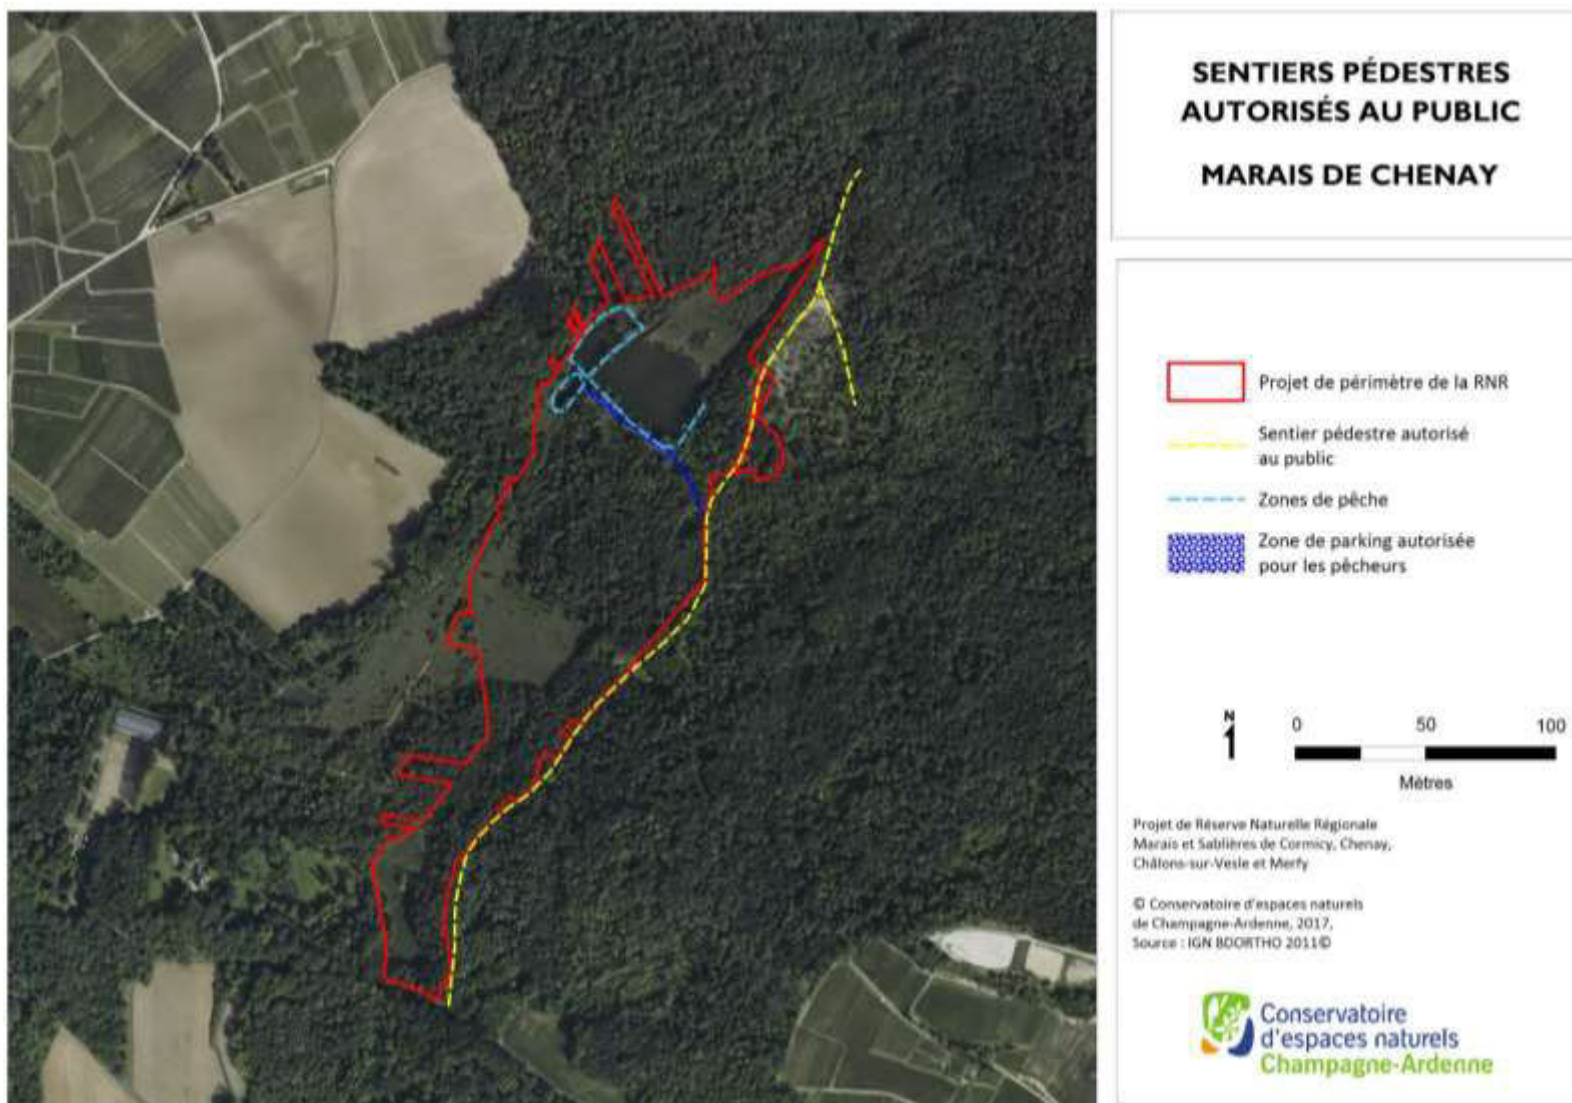 SENTIERS PÉDESTRES
AUTORISÉS AU PUBLIC
MARAIS DE CHENAY
Projet de périmètre de la RNR
Sentier pédestre autorisé
au public
Zones de pêche
Zone de parking autorisée
pour les pêcheurs
N
0 50 100
Mètres
Projet de Réserve Naturelle Régionale
Marais et Sablières de Cormicy, Chenay,
Châlons-sur-Vesle et Merfy
© Conservatoire d'espaces naturels
de Champagne-Ardenne, 2017,
Source : IGN BDORTHO 2011©
Conservatoire
d'espaces naturels
Champagne-Ardenne